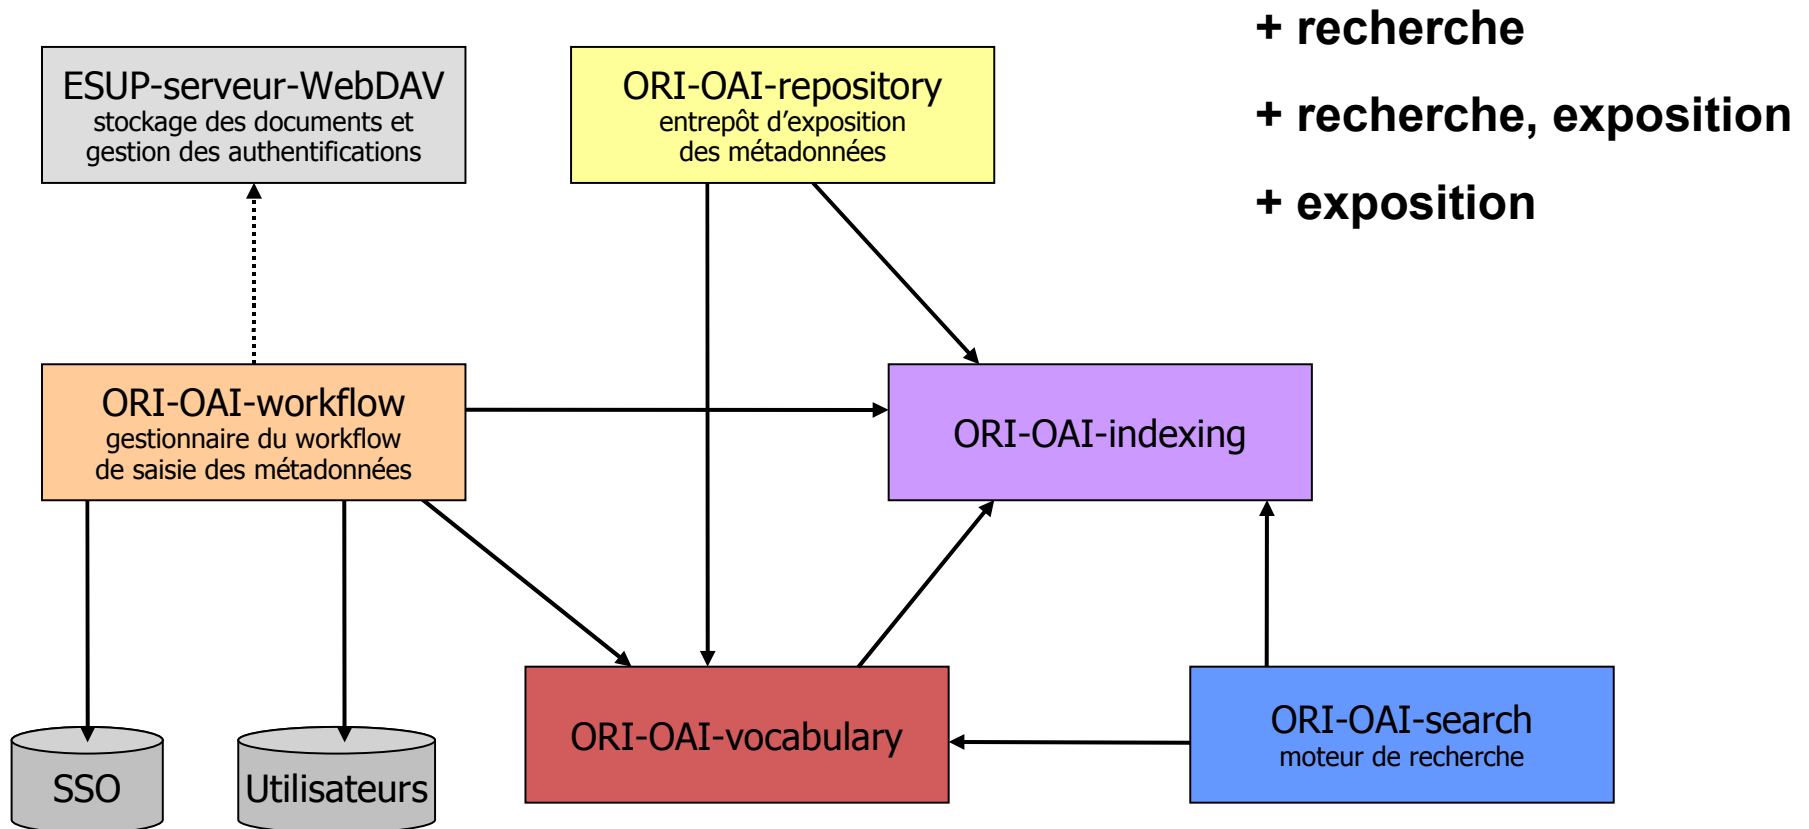 + recherche
+ recherche, exposition
+ exposition
ESUP-serveur-WebDAV
stockage des documents et
gestion des authentifications
ORI-OAI-repository
entrepôt d’exposition
des métadonnées
ORI-OAI-workflow
gestionnaire du workflow
de saisie des métadonnées
ORI-OAI-indexing
ORI-OAI-vocabulary
ORI-OAI-search
moteur de recherche
SSO
Utilisateurs